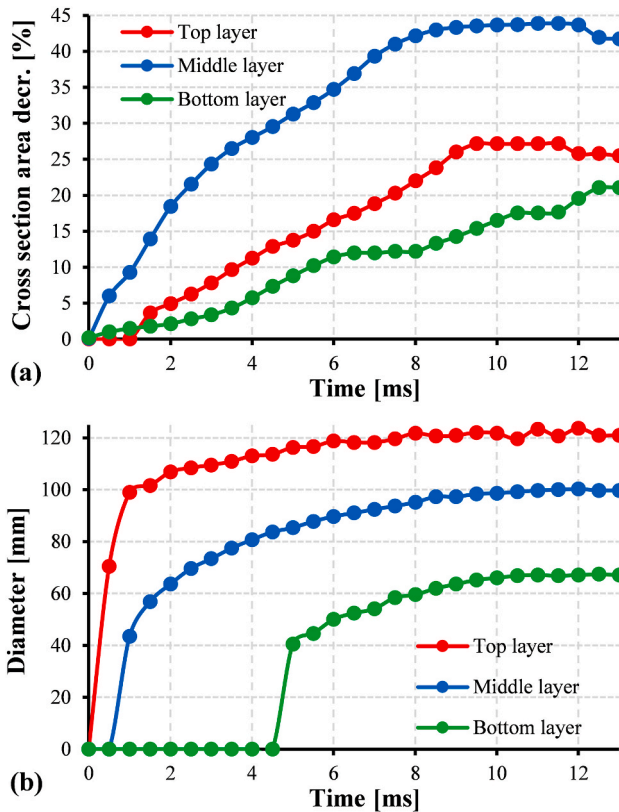 Cross section area decr. [%]
45
40
35
30
25
20
15
10
5
0
Top layer
Middle layer
Bottom layer
0 2 4 6 8 10 12
(a)
Time [ms]
Diameter [mm]
120
100
80
60
40
20
0
Top layer
Middle layer
Bottom layer
0 2 4 6 8 10 12
(b)
Time [ms]